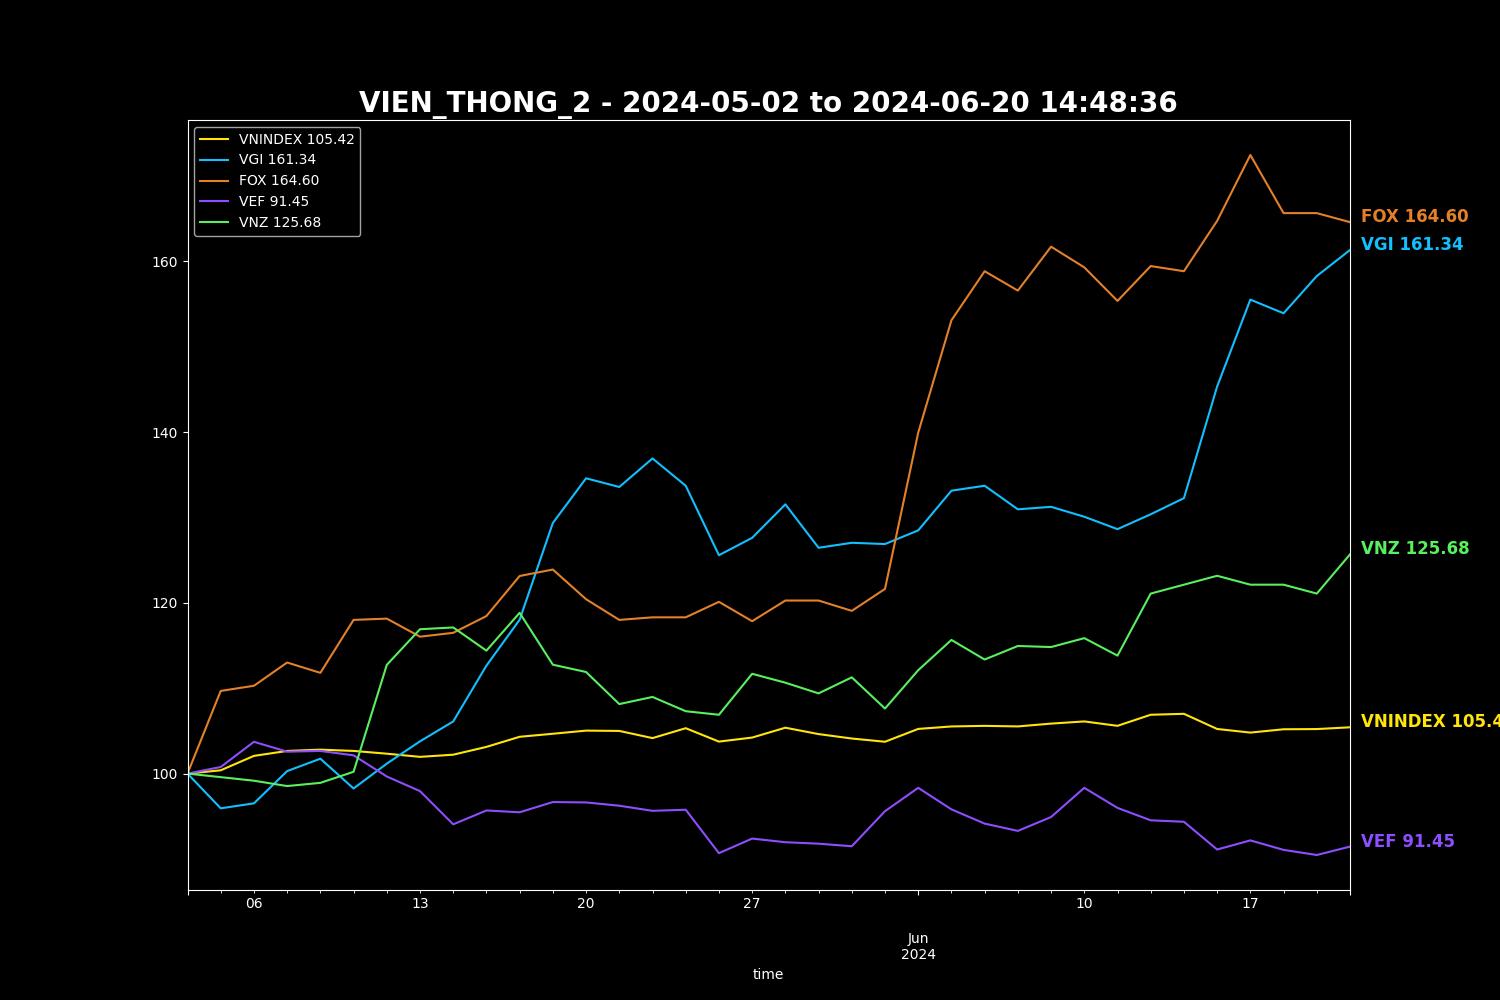 VIEN_THONG_2 - 2024-05-02 to 2024-06-20 14:48:36
VNINDEX 105.42
VGI 161.34
FOX 164.60
VEF 91.45
VNZ 125.68
160
140
120
100
FOX 164.60
VGI 161.34
VNZ 125.68
VNINDEX 105.4
VEF 91.45
06 13 20 27 10 17
Jun
2024
time